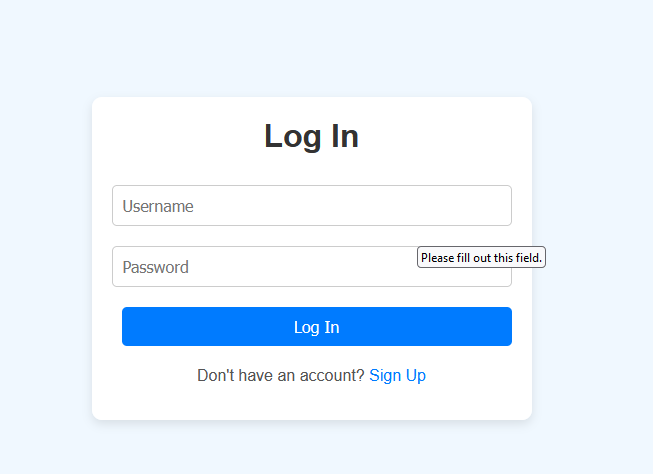 Log In
Username
Please fill out this field.
Password
Log In
Don't have an account? Sign Up